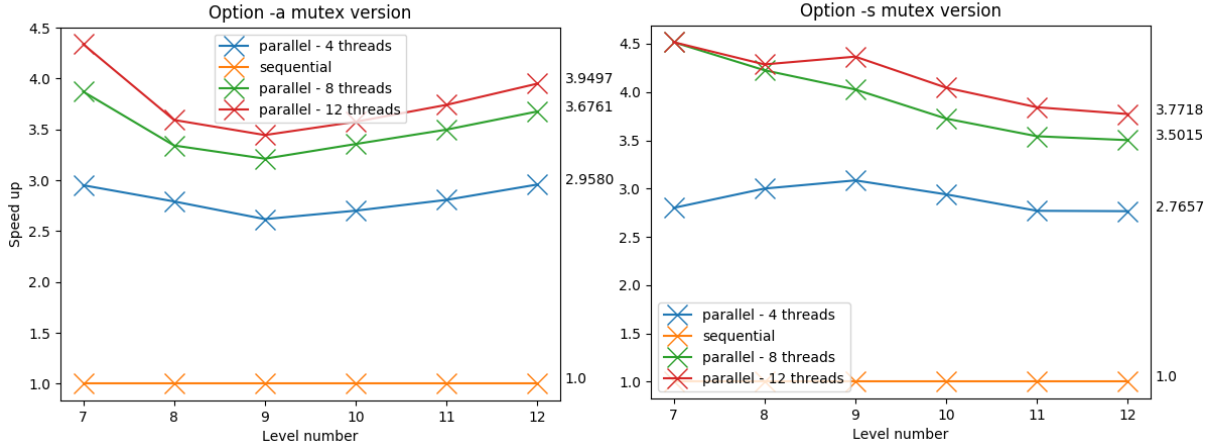 Option -a mutex version
4.5
4.0
3.5
3.0
2.5
2.0
1.5
1.0
Speed up
parallel - 4 threads
sequential
parallel - 8 threads
parallel - 12 threads
3.9497
3.6761
2.9580
1.0
7 8 9 10 11 12
Level number
Option -s mutex version
4.5
4.0
3.5
3.0
2.5
2.0
1.5
1.0
3.7718
3.5015
2.7657
1.0
parallel - 4 threads
sequential
parallel - 8 threads
parallel - 12 threads
7 8 9 10 11 12
Level number